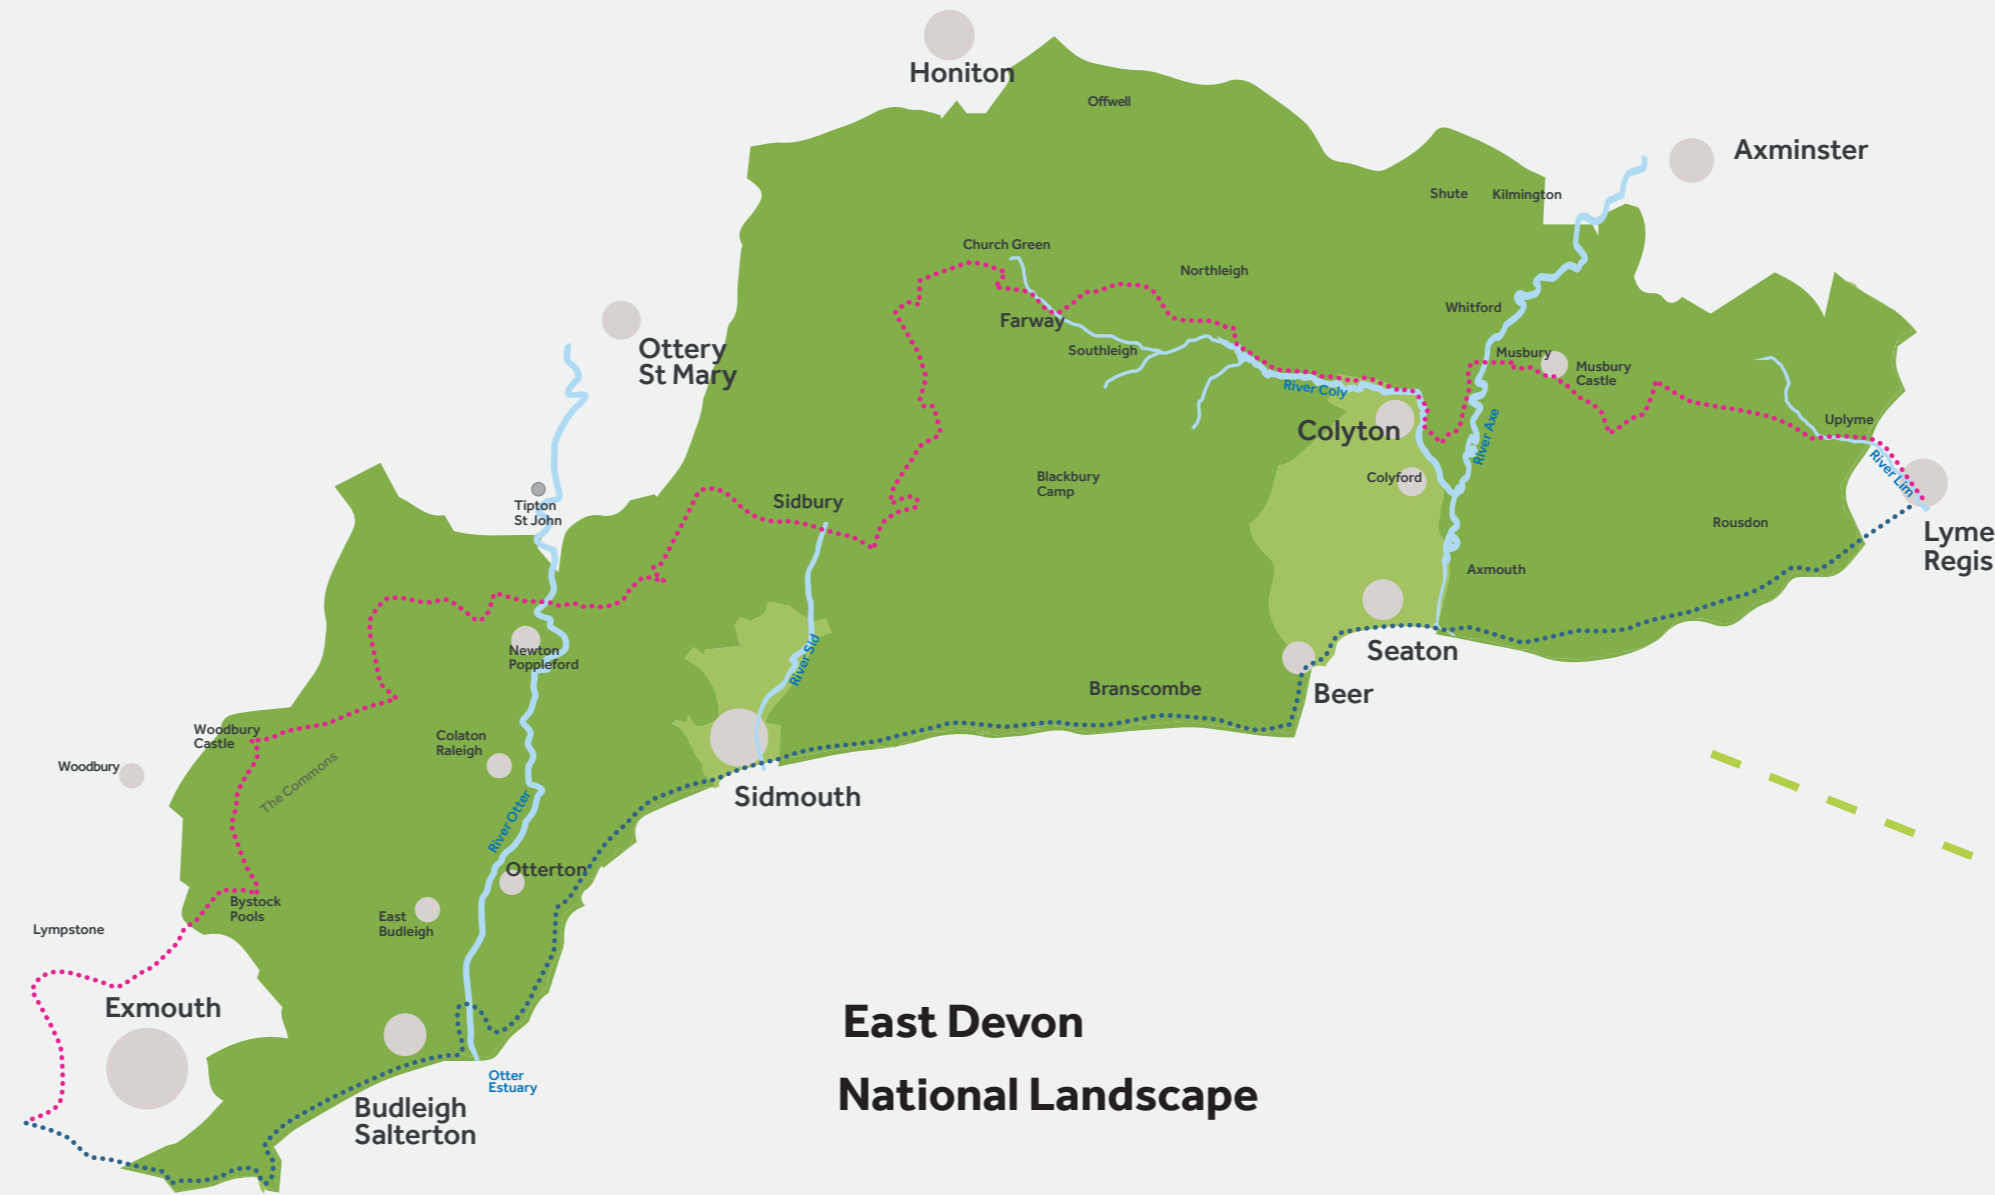 Honiton
Offwell
Axminster
Shute
Kilmington
Church Green
Northleigh
Whitford
Farway
Southleigh
Ottery
St Mary
Musbury
Musbury
Castle
River Coly
Colyton
River Axe
Uplyme
River Lim
Colyford
Blackbury
Camp
Sidbury
Tipton
St John
Rousdon
Lyme
Regis
Axmouth
Newton
Poppleford
River Sid
Seaton
Beer
Branscombe
Woodbury
Castle
Colaton
Raleigh
Woodbury
The Commons
Sidmouth
River Otter
Otterton
Bystock
Pools
East
Budleigh
Lympstone
Exmouth
East Devon
National Landscape
Otter
Estuary
Budleigh
Salterton